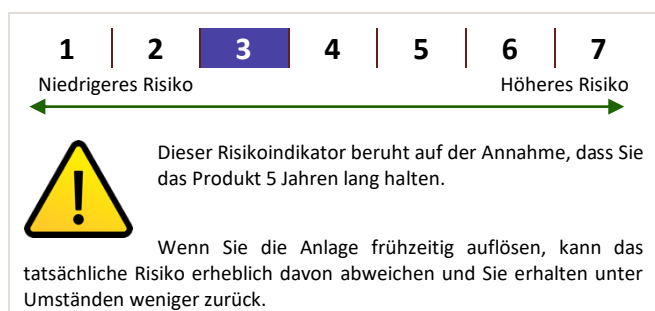 1 2 3 4 5 6 7
Niedrigeres Risiko Höheres Risiko
Dieser Risikoindikator beruht auf der Annahme, dass Sie
das Produkt 5 Jahren lang halten.
Wenn Sie die Anlage frühzeitig auflösen, kann das
tatsächliche Risiko erheblich davon abweichen und Sie erhalten unter
Umständen weniger zurück.